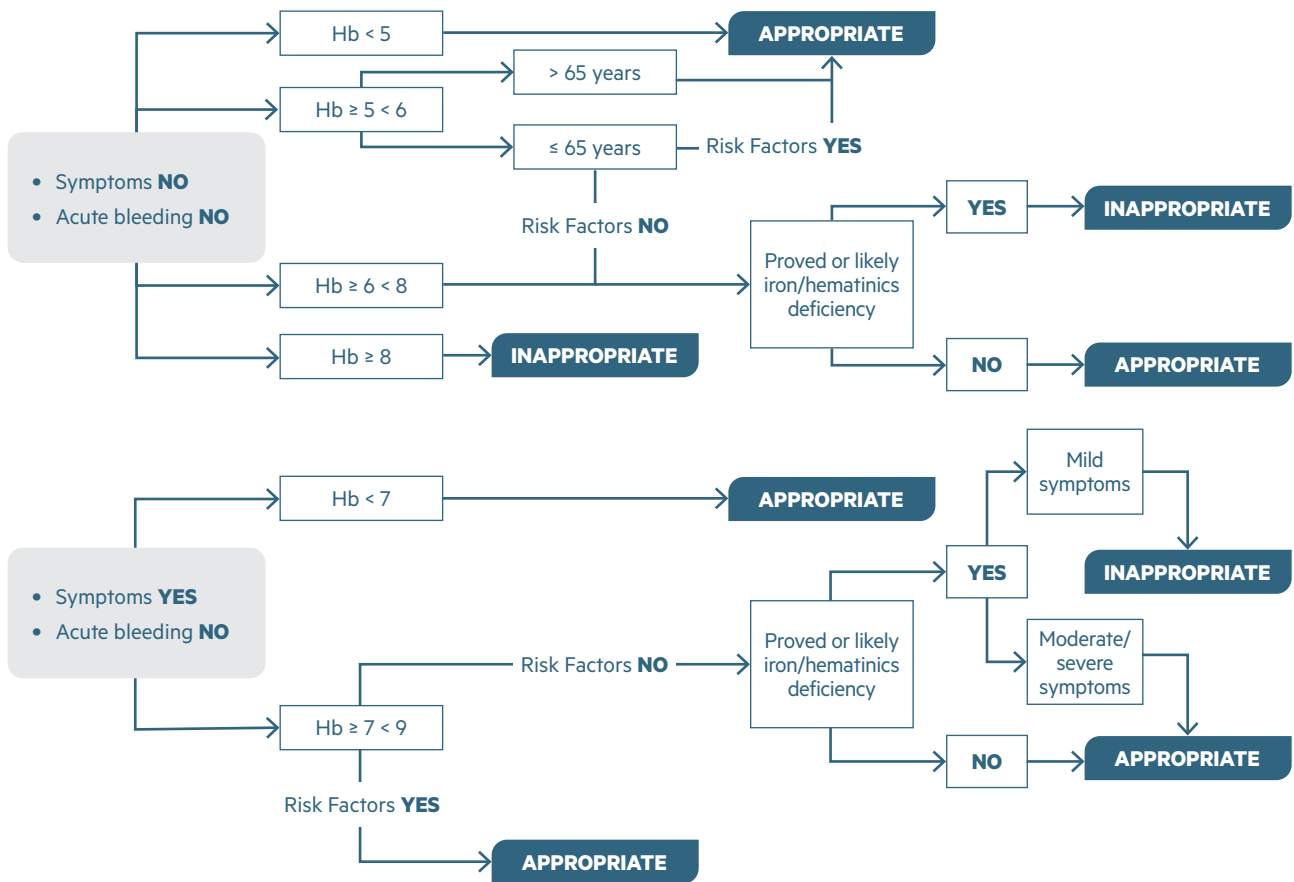 Hb < 5
APPROPRIATE
> 65 years
Hb ≥ 5 < 6
≤ 65 years
Risk Factors YES
• Symptoms NO
• Acute bleeding NO
Risk Factors NO
YES
INAPPROPRIATE
Proved or likely
iron/hematinics
deficiency
Hb ≥ 6 < 8
Hb ≥ 8
INAPPROPRIATE
NO
APPROPRIATE
Hb < 7
APPROPRIATE
Mild
symptoms
• Symptoms YES
• Acute bleeding NO
YES
INAPPROPRIATE
Risk Factors NO
Proved or likely
iron/hematinics
deficiency
Moderate/
severe
symptoms
Hb ≥ 7 < 9
NO
APPROPRIATE
Risk Factors YES
APPROPRIATE